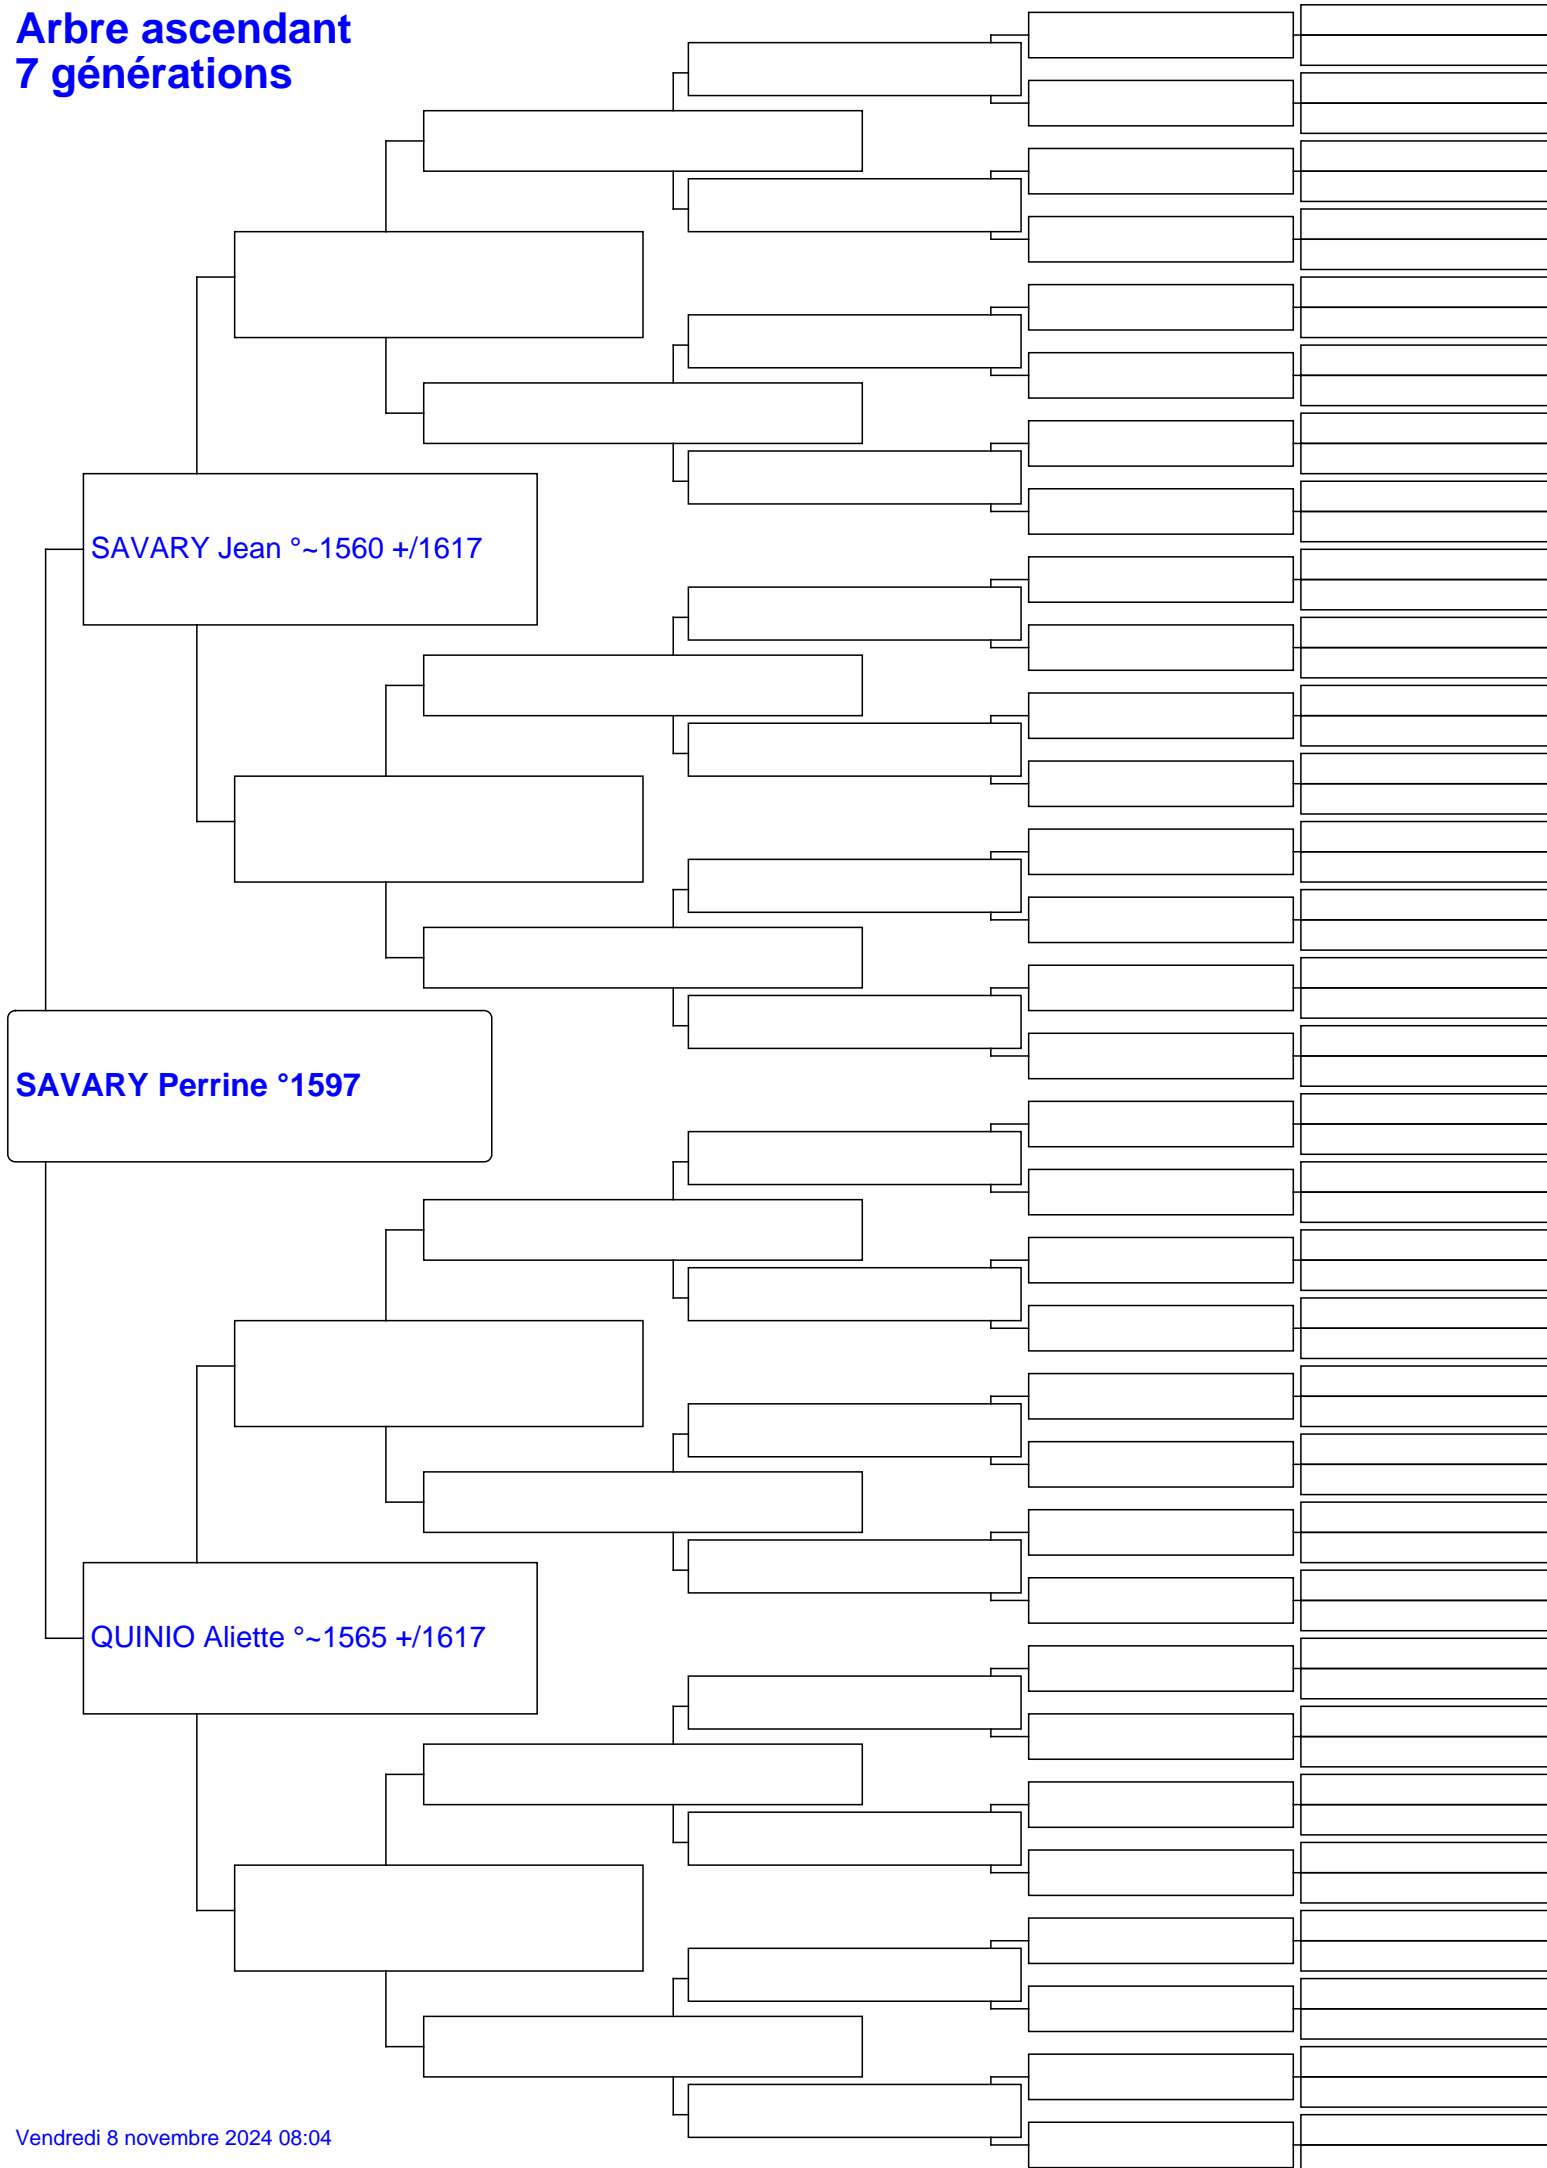 Arbre ascendant
7 générations
SAVARY Jean °~1560 +/1617
SAVARY Perrine °1597
QUINIO Aliette °~1565 +/1617
Vendredi 8 novembre 2024 08:04